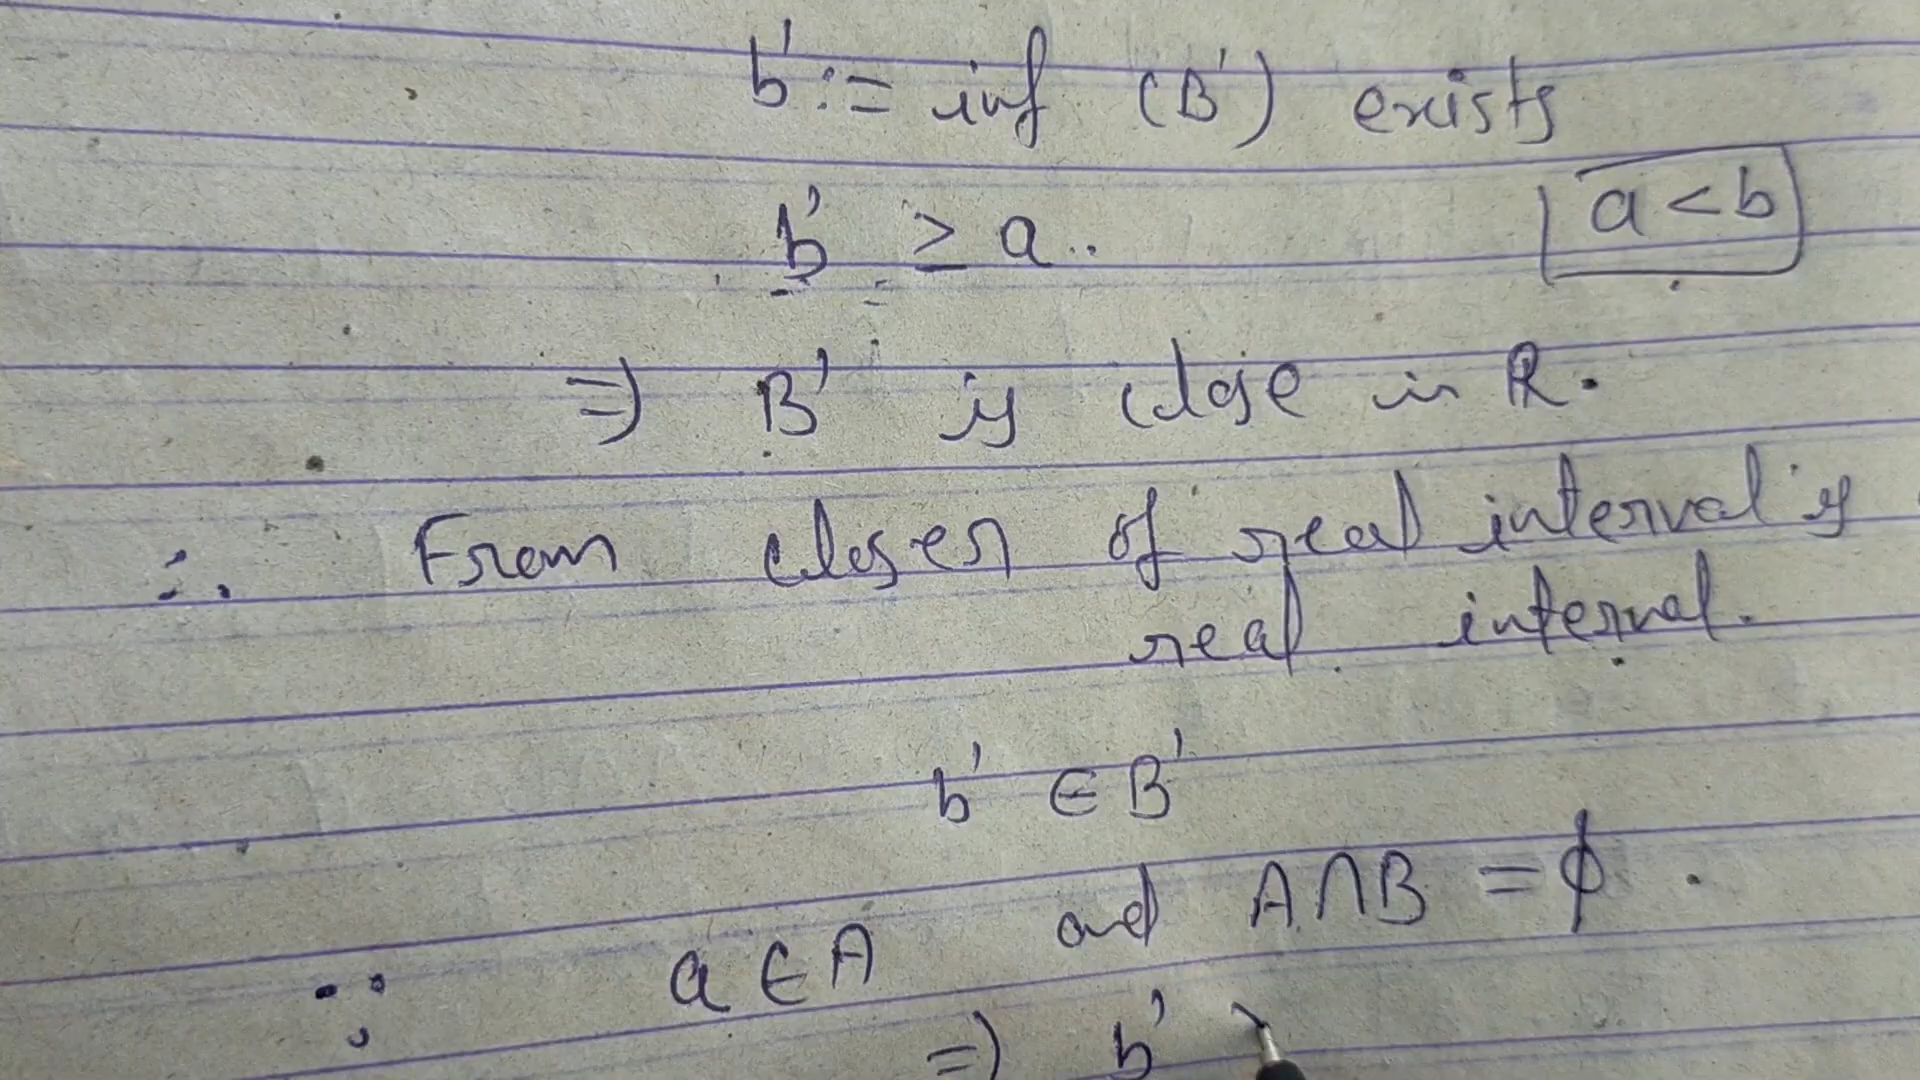 b' := inf (B') exists
b' ≥ a..
a < b
=) B' is close in R.
∴ From closer of real interval is
real interval.
b' ∈ B'
∵ a ∈ A and A∩B = ϕ .
=) b'